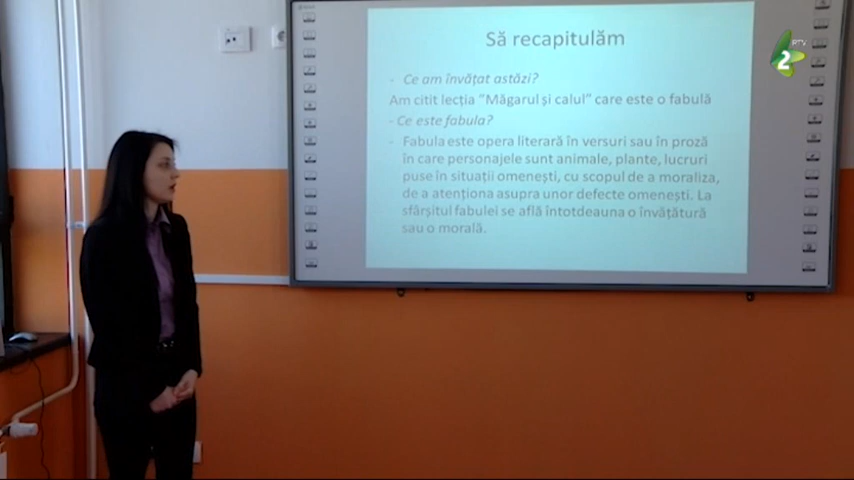 Să recapitulăm
- Ce am învățat astăzi?
Am citit lecția "Măgarul și calul" care este o fabulă
- Ce este fabula?
- Fabula este opera literară în versuri sau în proză
în care personajele sunt animale, plante, lucruri
puse în situații omenești, cu scopul de a moraliza,
de a atenționa asupra unor defecte omenești. La
sfârșitul fabulei se află întotdeauna o învățătură
sau o morală.
RTV
2